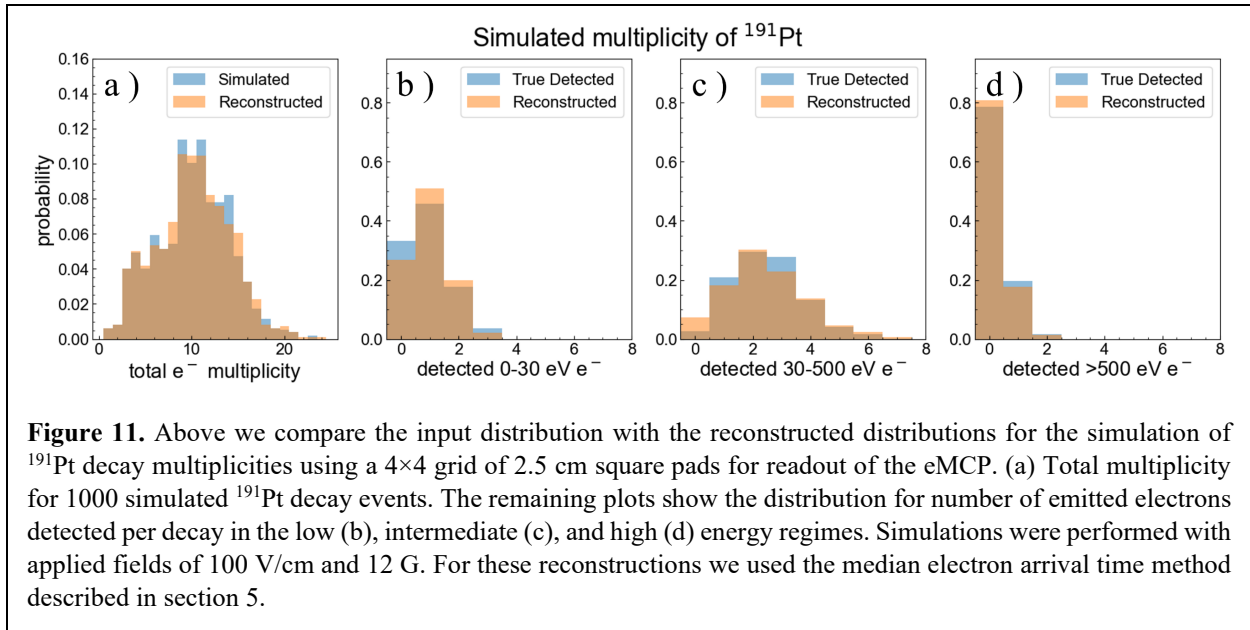 Simulated multiplicity of ¹⁹¹Pt
a )
Simulated
Reconstructed
b )
True Detected
Reconstructed
c )
True Detected
Reconstructed
d )
True Detected
Reconstructed
probability
0.16
0.14
0.12
0.10
0.08
0.06
0.04
0.02
0.00
0 10 20
total e⁻ multiplicity
0.8
0.6
0.4
0.2
0.0
0 2 4 6 8
detected 0-30 eV e⁻
0.8
0.6
0.4
0.2
0.0
0 2 4 6 8
detected 30-500 eV e⁻
0.8
0.6
0.4
0.2
0.0
0 2 4 6 8
detected >500 eV e⁻
Figure 11. Above we compare the input distribution with the reconstructed distributions for the simulation of
¹⁹¹Pt decay multiplicities using a 4×4 grid of 2.5 cm square pads for readout of the eMCP. (a) Total multiplicity
for 1000 simulated ¹⁹¹Pt decay events. The remaining plots show the distribution for number of emitted electrons
detected per decay in the low (b), intermediate (c), and high (d) energy regimes. Simulations were performed with
applied fields of 100 V/cm and 12 G. For these reconstructions we used the median electron arrival time method
described in section 5.